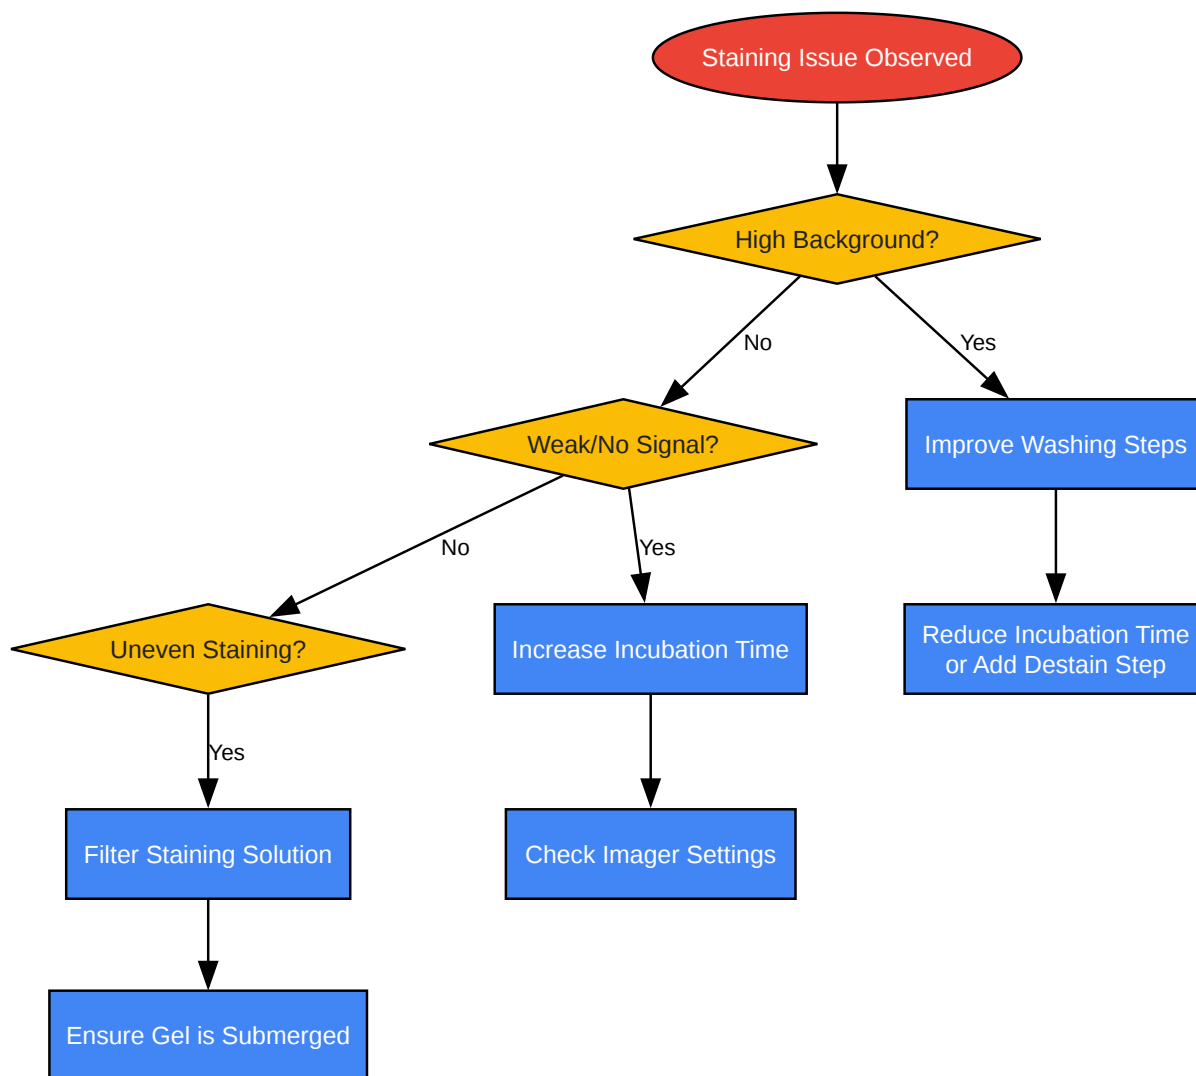 Staining Issue Observed
High Background?
No
Yes
Weak/No Signal?
Improve Washing Steps
No
Yes
Uneven Staining?
Increase Incubation Time
Reduce Incubation Time
or Add Destain Step
Yes
Filter Staining Solution
Check Imager Settings
Ensure Gel is Submerged